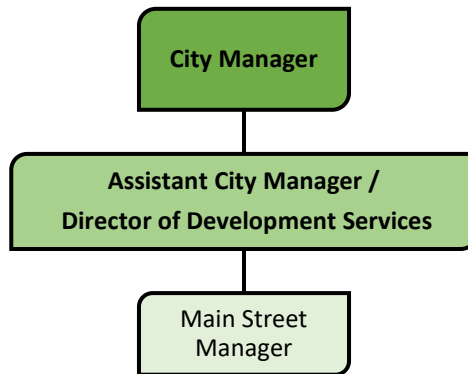 City Manager
Assistant City Manager /
Director of Development Services
Main Street
Manager